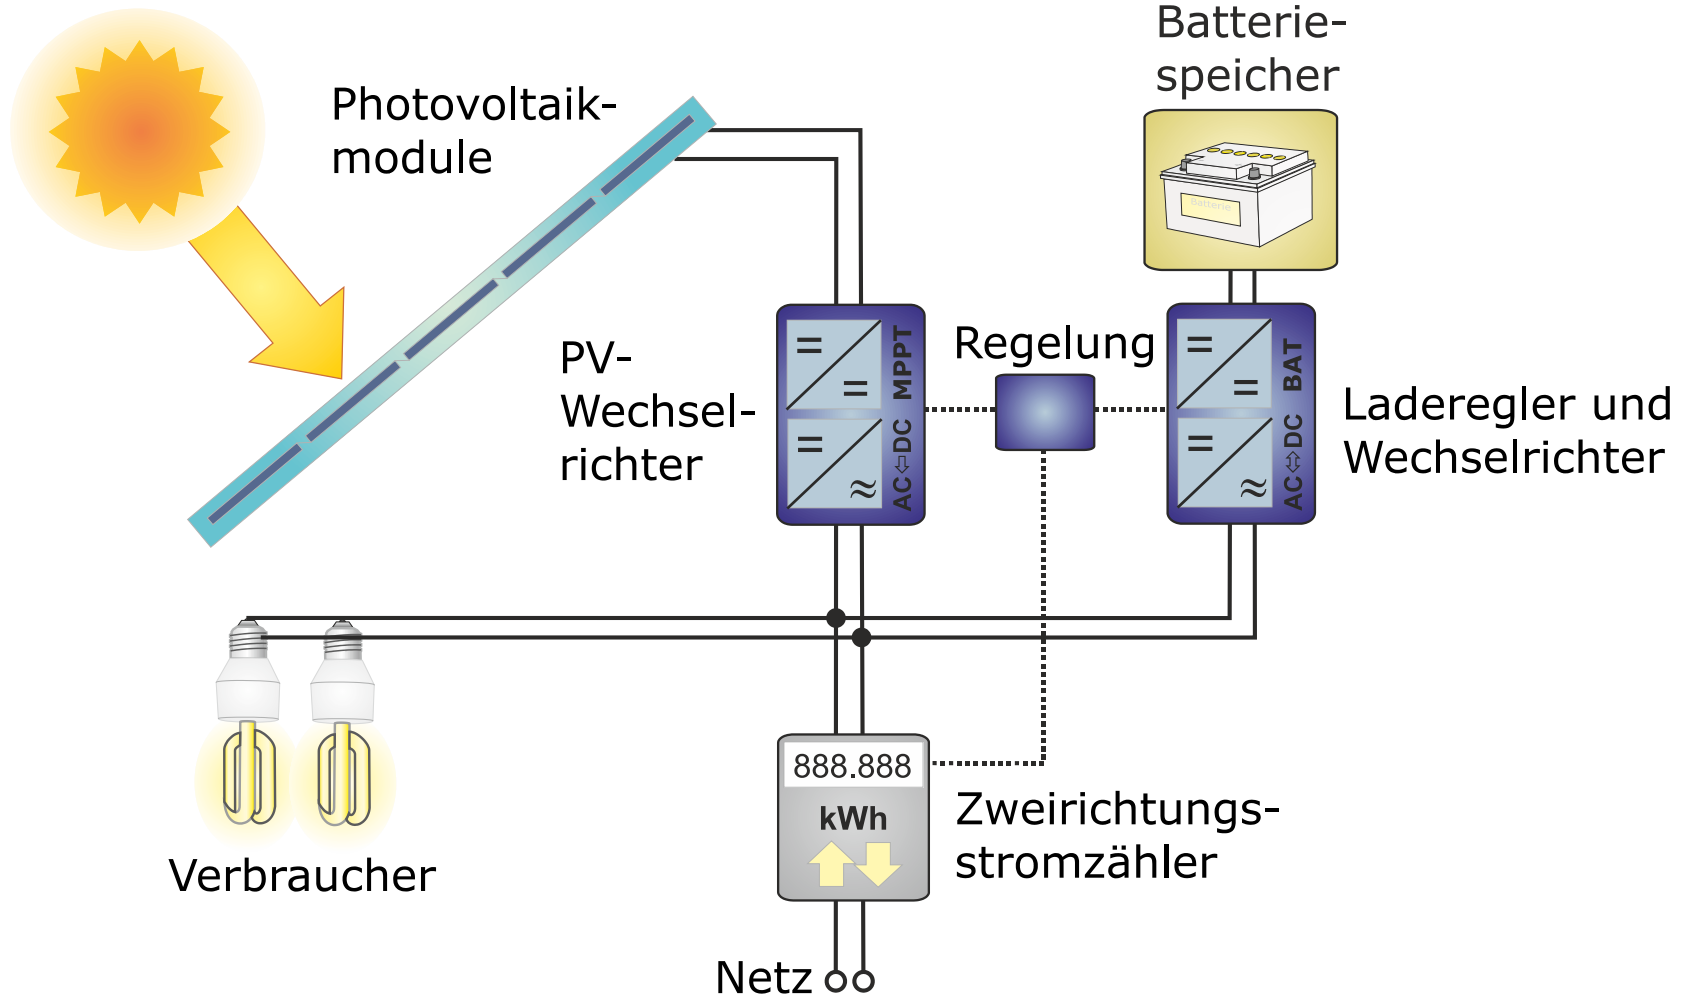 Batterie-
speicher
Photovoltaik-
module
Batterie
PV-
Wechsel-
richter
=
=
MPPT
=
≈
AC⇔DC
Regelung
=
=
BAT
=
≈
AC⇔DC
Laderegler und
Wechselrichter
888.888
kWh
Zweirichtungs-
stromzähler
Verbraucher
Netz